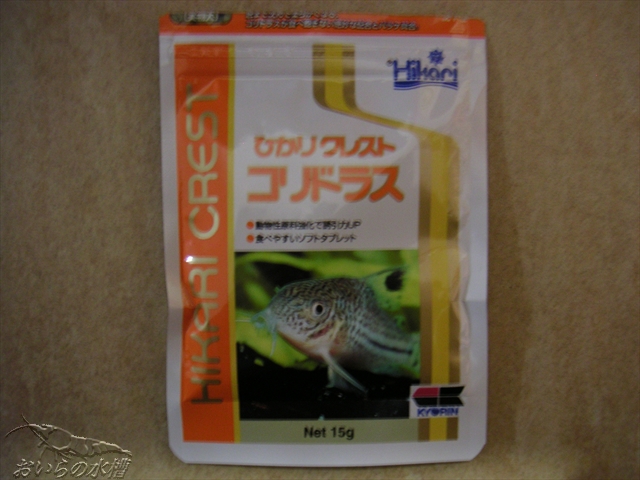 Hikari
HIKARI CREST
ひかりクレスト
コリドラス
●動物性原料強化で誘引力UP
●食べやすいソフトタブレット
KYORIN
Net 15g
おいらの水槽